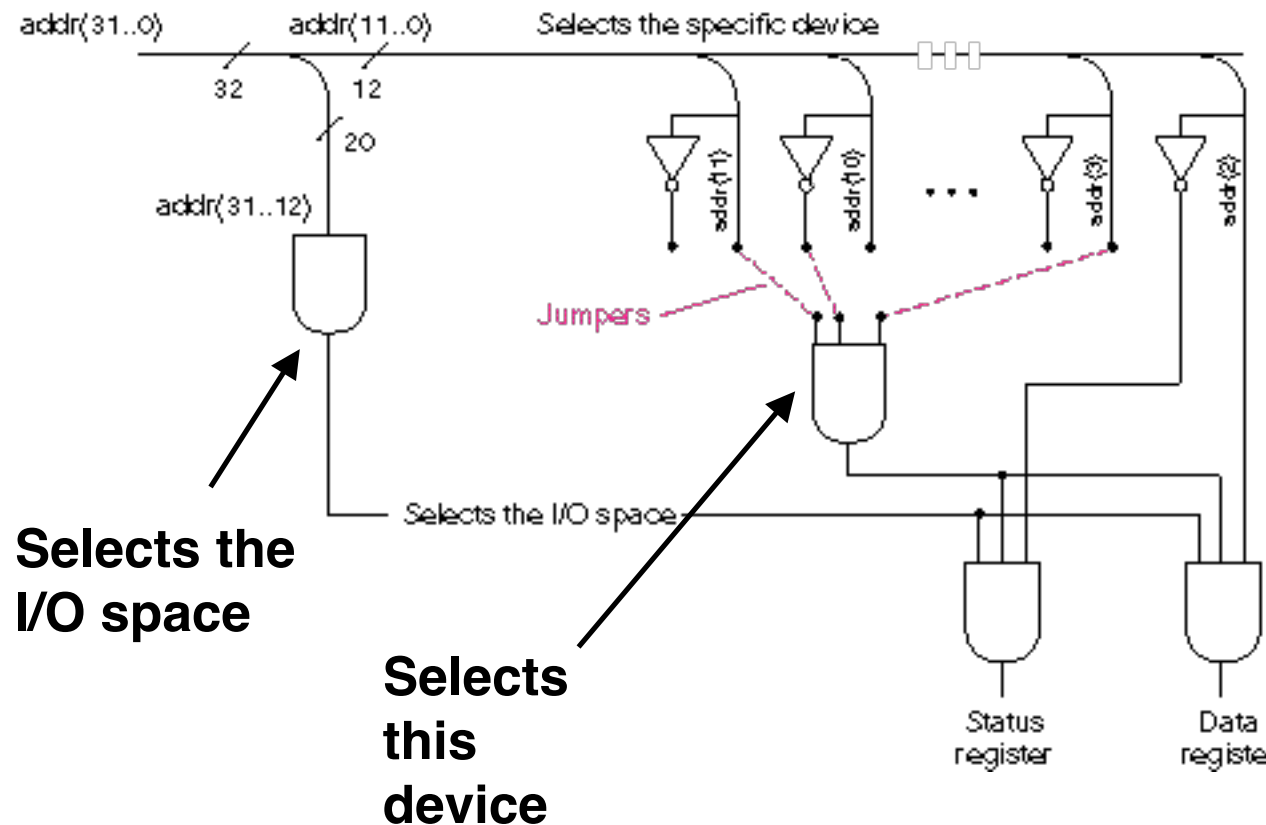 addr⟨31..0⟩ addr⟨11..0⟩ Selects the specific device
32 12
20
addr⟨11⟩ addr⟨10⟩ ... addr⟨3⟩ addr⟨2⟩
addr⟨31..12⟩
Jumpers
Selects the I/O space
Selects the
I/O space
Selects
this
device
Status
register
Data
registe